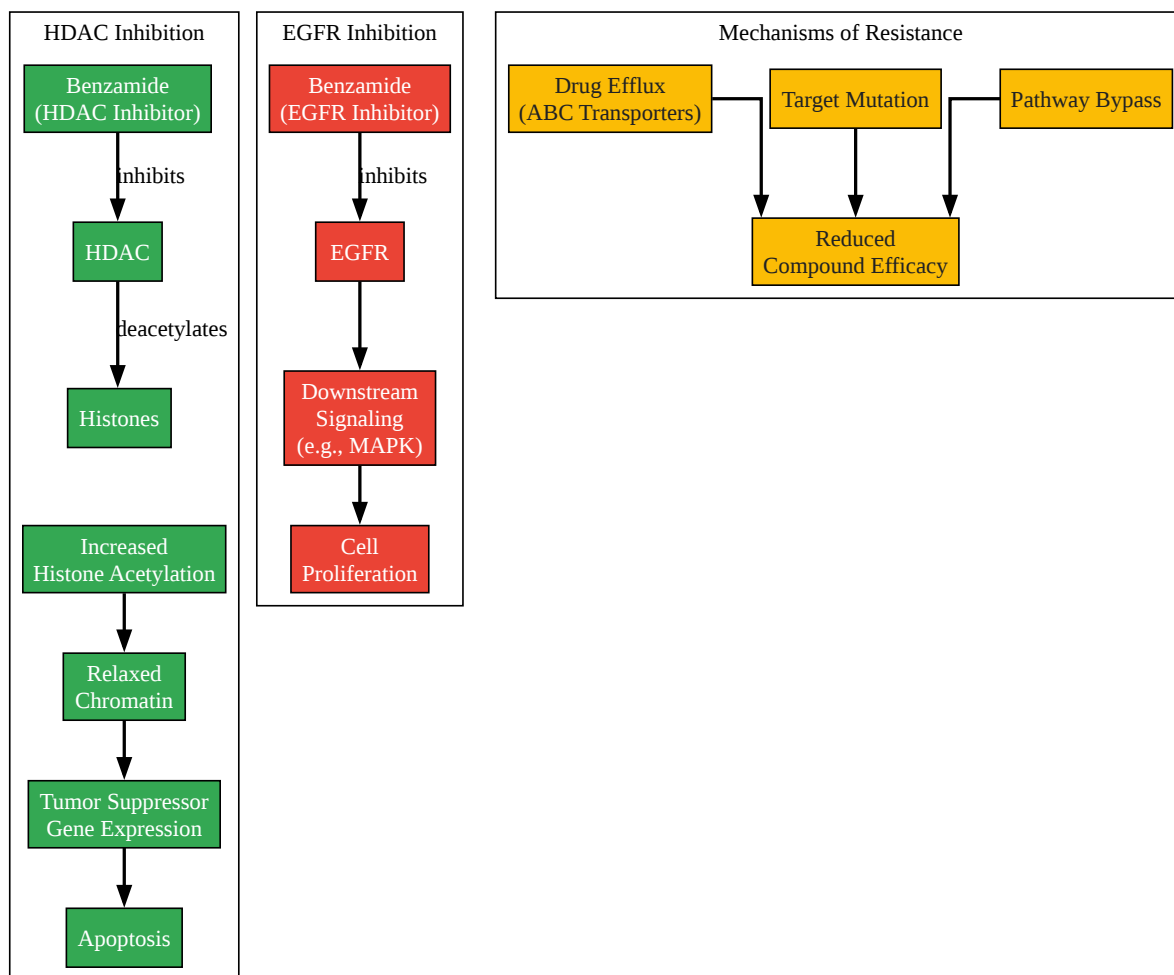 HDAC Inhibition
Benzamide
(HDAC Inhibitor)
inhibits
HDAC
deacetylates
Histones
Increased
Histone Acetylation
Relaxed
Chromatin
Tumor Suppressor
Gene Expression
Apoptosis
EGFR Inhibition
Benzamide
(EGFR Inhibitor)
inhibits
EGFR
Downstream
Signaling
(e.g., MAPK)
Cell
Proliferation
Mechanisms of Resistance
Drug Efflux
(ABC Transporters)
Target Mutation
Pathway Bypass
Reduced
Compound Efficacy